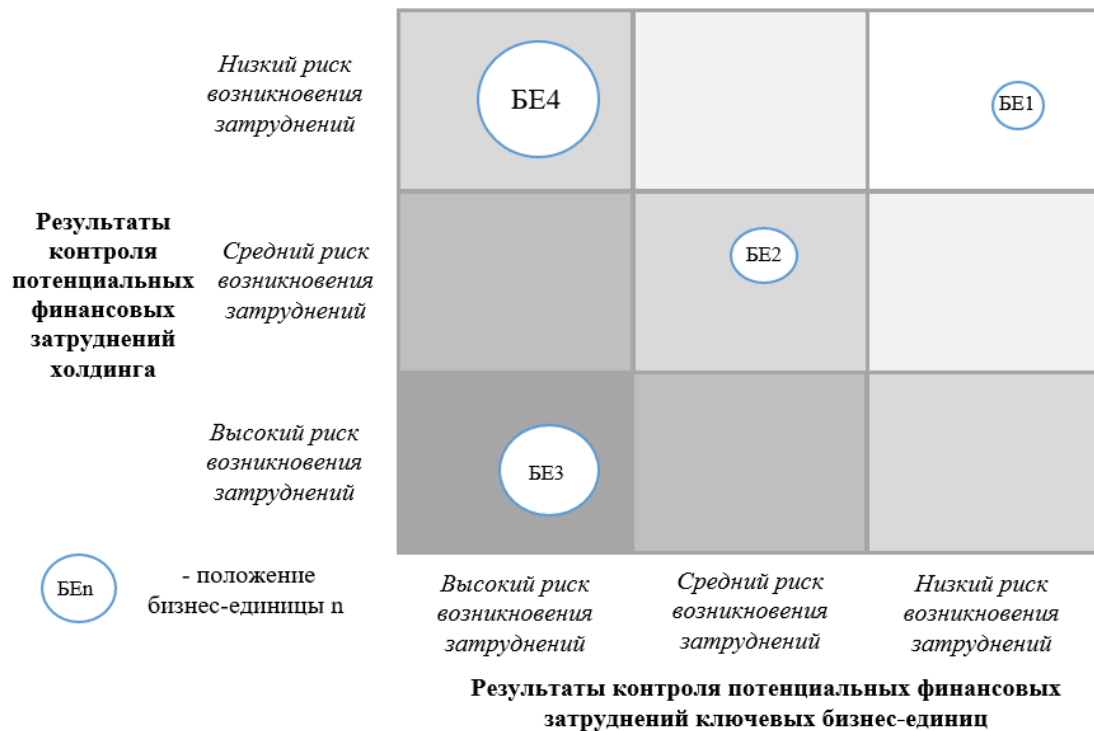 Низкий риск
возникновения
затруднений
БЕ4
БЕ1
Результаты
контроля
потенциальных
финансовых
затруднений
холдинга
Средний риск
возникновения
затруднений
БЕ2
Высокий риск
возникновения
затруднений
БЕ3
БЕn
- положение
бизнес-единицы n
Высокий риск
возникновения
затруднений
Средний риск
возникновения
затруднений
Низкий риск
возникновения
затруднений
Результаты контроля потенциальных финансовых
затруднений ключевых бизнес-единиц